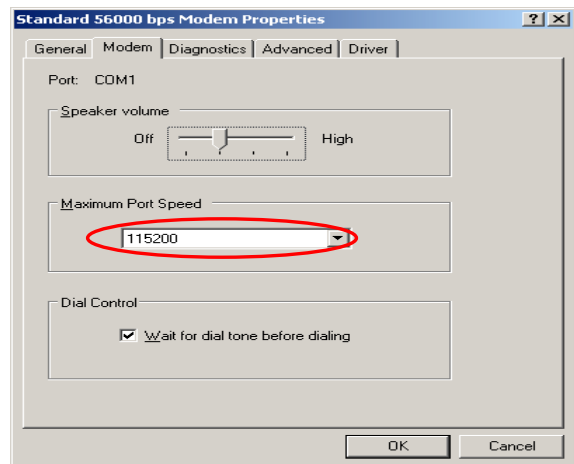 Standard 56000 bps Modem Properties
General Modem Diagnostics Advanced Driver
Port: COM1
Speaker volume
Off High
Maximum Port Speed
115200
Dial Control
Wait for dial tone before dialing
OK Cancel